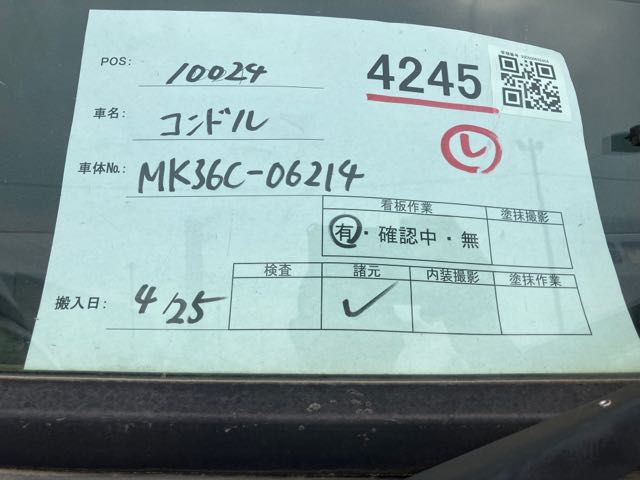 POS: 10024
4245
車名: コンドル
レ
車体No.: MK36C-06214
看板作業 塗抹撮影
有・確認中・無
検査 諸元 内装撮影 塗抹作業
搬入日: 4/25 ✓